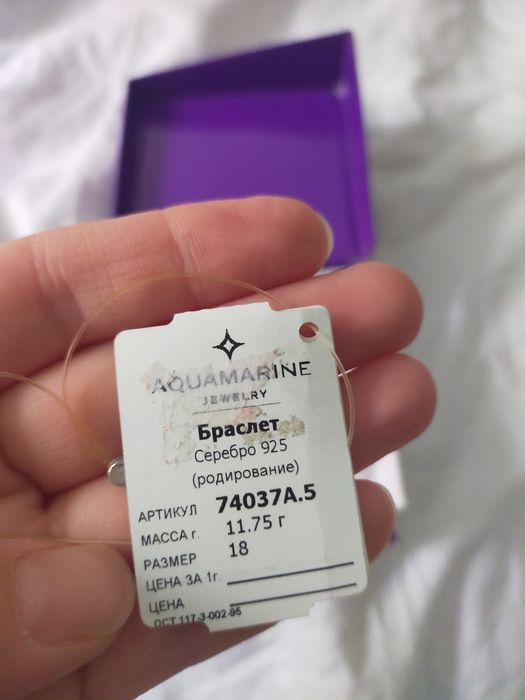 AQUAMARINE
JEWELRY
Браслет
Серебро 925
(родирование)
АРТИКУЛ 74037А.5
МАССА г. 11.75 г
РАЗМЕР 18
ЦЕНА ЗА 1г.
ЦЕНА
ОСТ 117-3-002-95